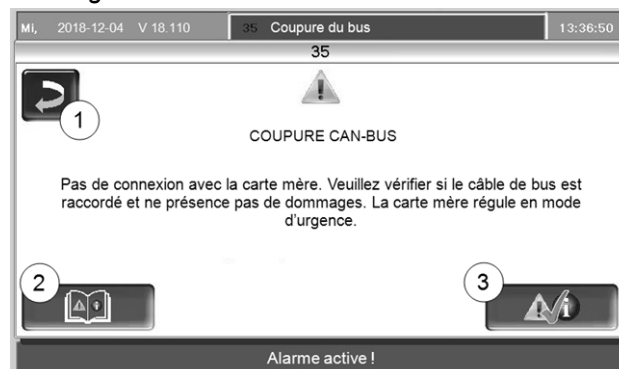 Mi, 2018-12-04 V 18.110 35 Coupure du bus 13:36:50
35
1
COUPURE CAN-BUS
Pas de connexion avec la carte mère. Veuillez vérifier si le câble de bus est
raccordé et ne présence pas de dommages. La carte mère régule en mode
d'urgence.
2
3
Alarme active !